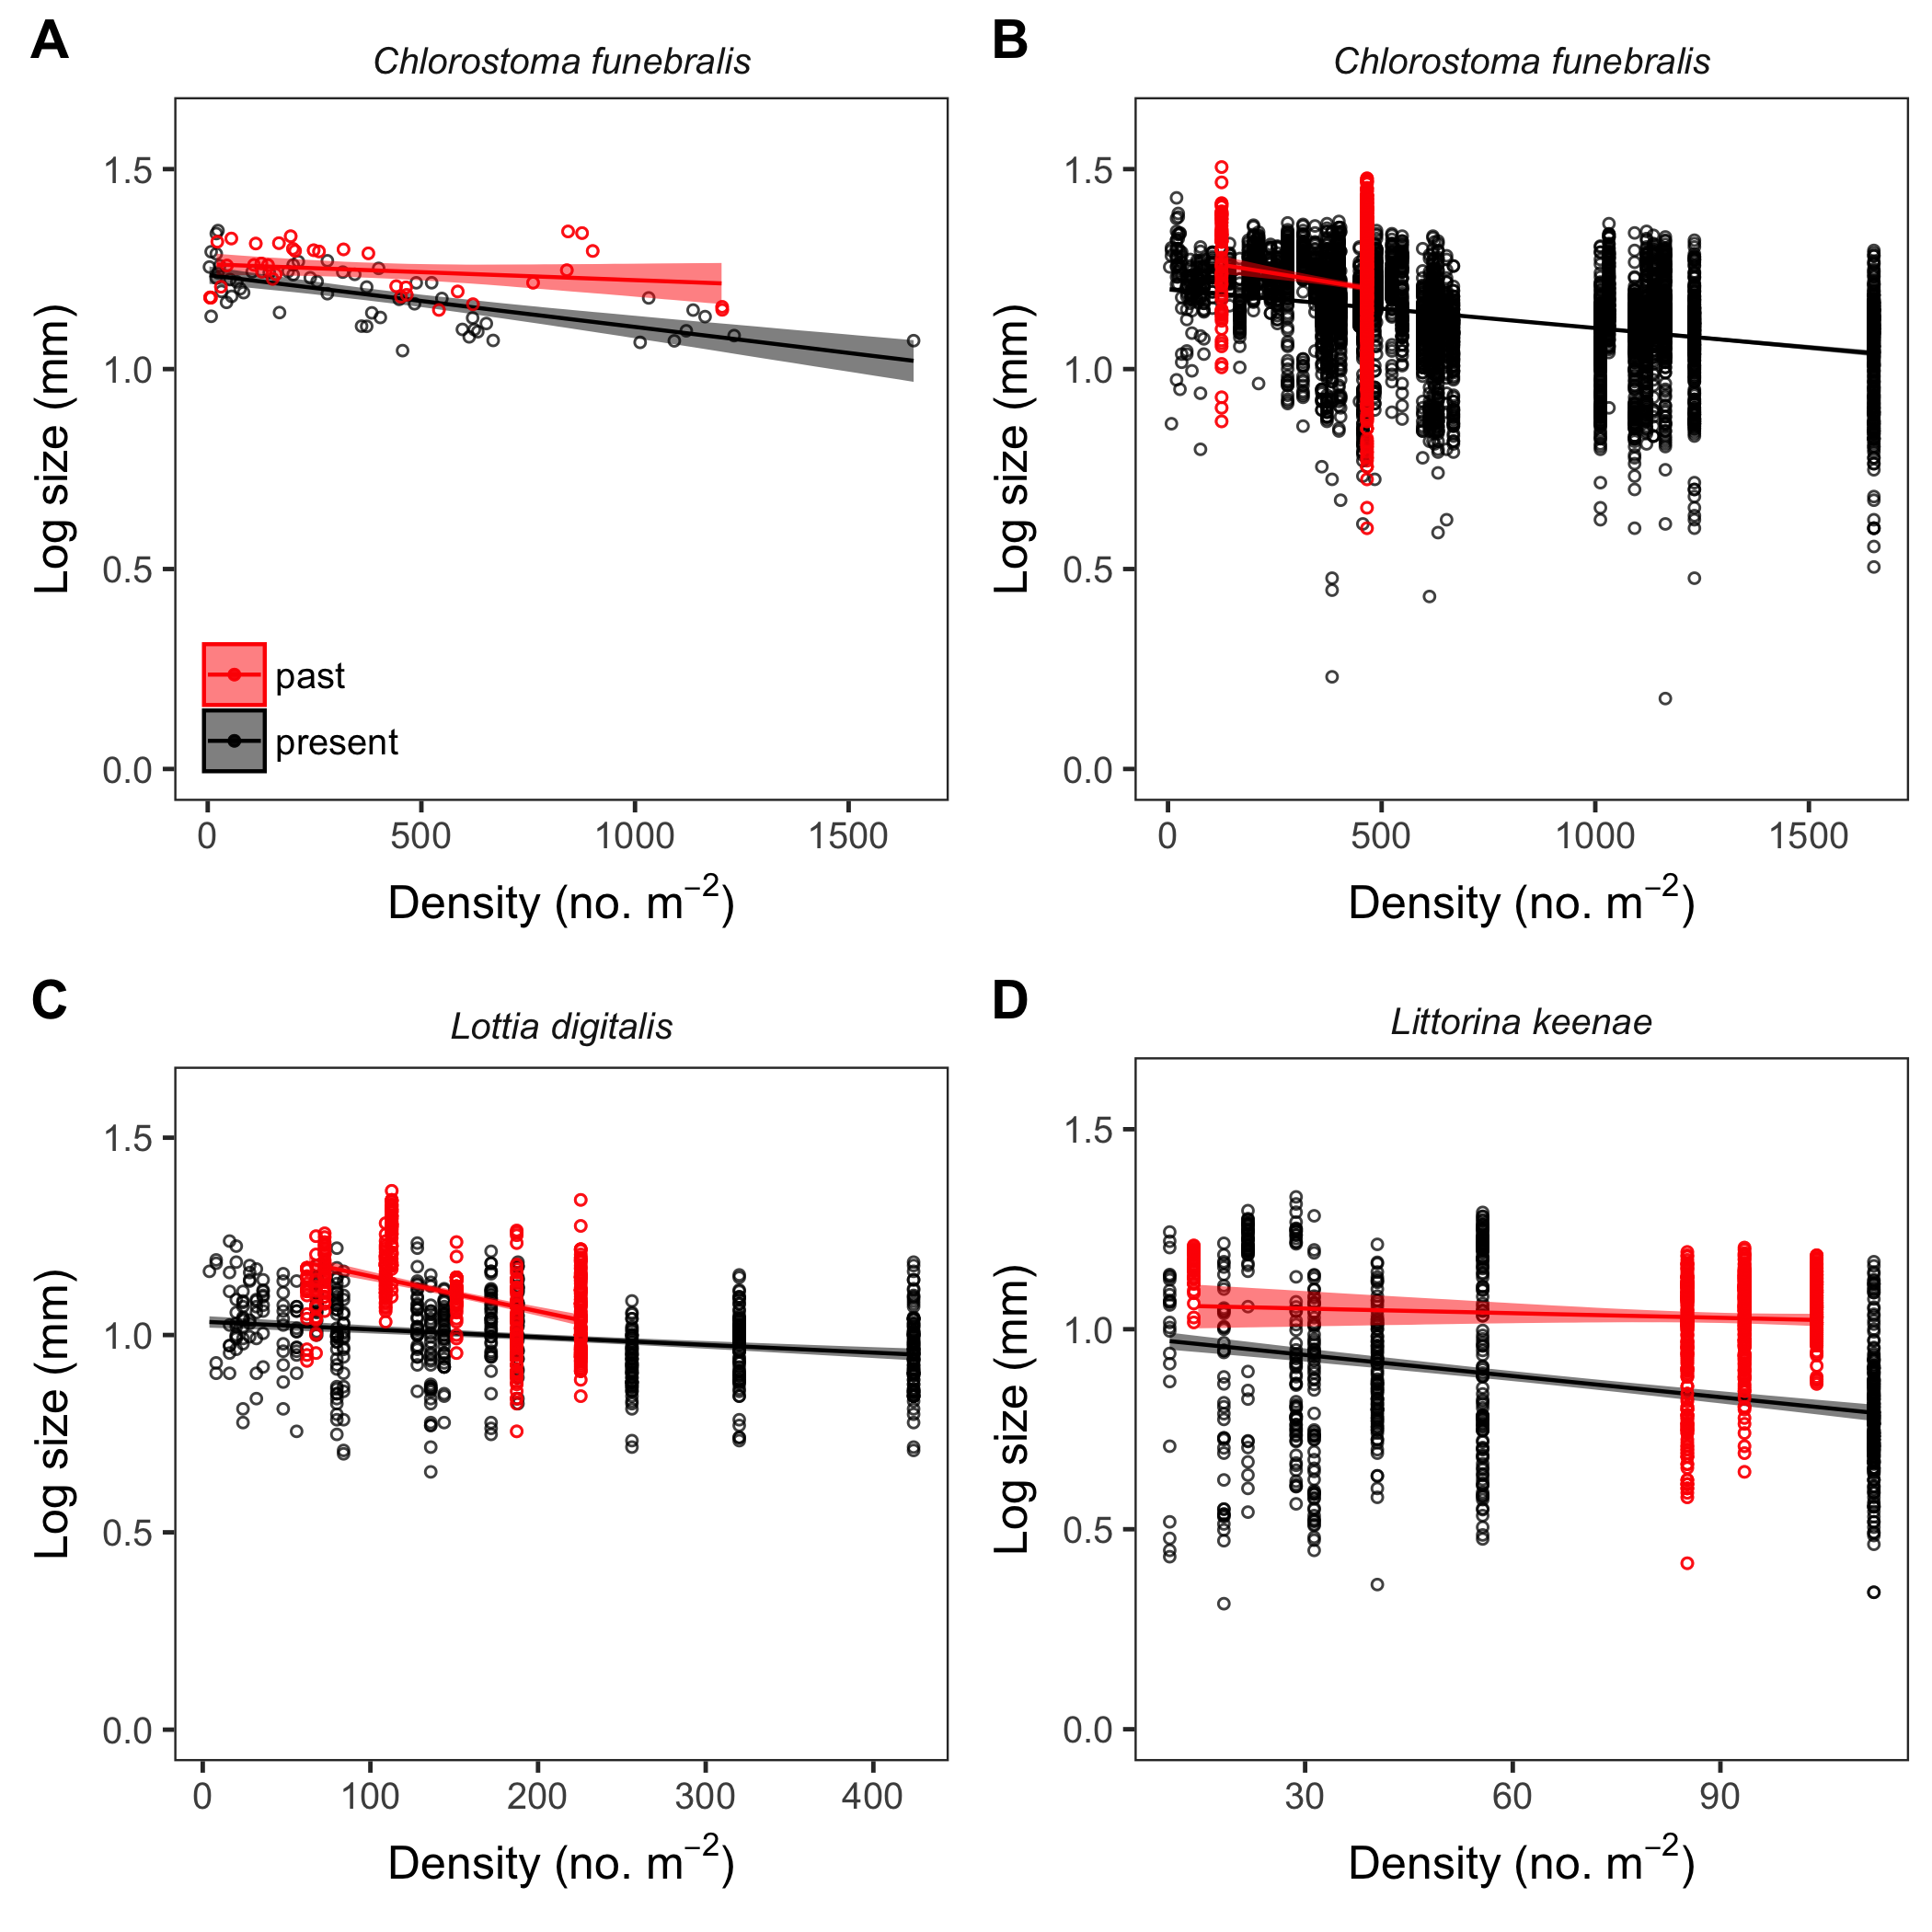 A
Chlorostoma funebralis
Log size (mm)
1.5
1.0
0.5
0.0
past
present
0 500 1000 1500
Density (no. m⁻²)
B
Chlorostoma funebralis
Log size (mm)
1.5
1.0
0.5
0.0
0 500 1000 1500
Density (no. m⁻²)
C
Lottia digitalis
Log size (mm)
1.5
1.0
0.5
0.0
0 100 200 300 400
Density (no. m⁻²)
D
Littorina keenae
Log size (mm)
1.5
1.0
0.5
0.0
30 60 90
Density (no. m⁻²)